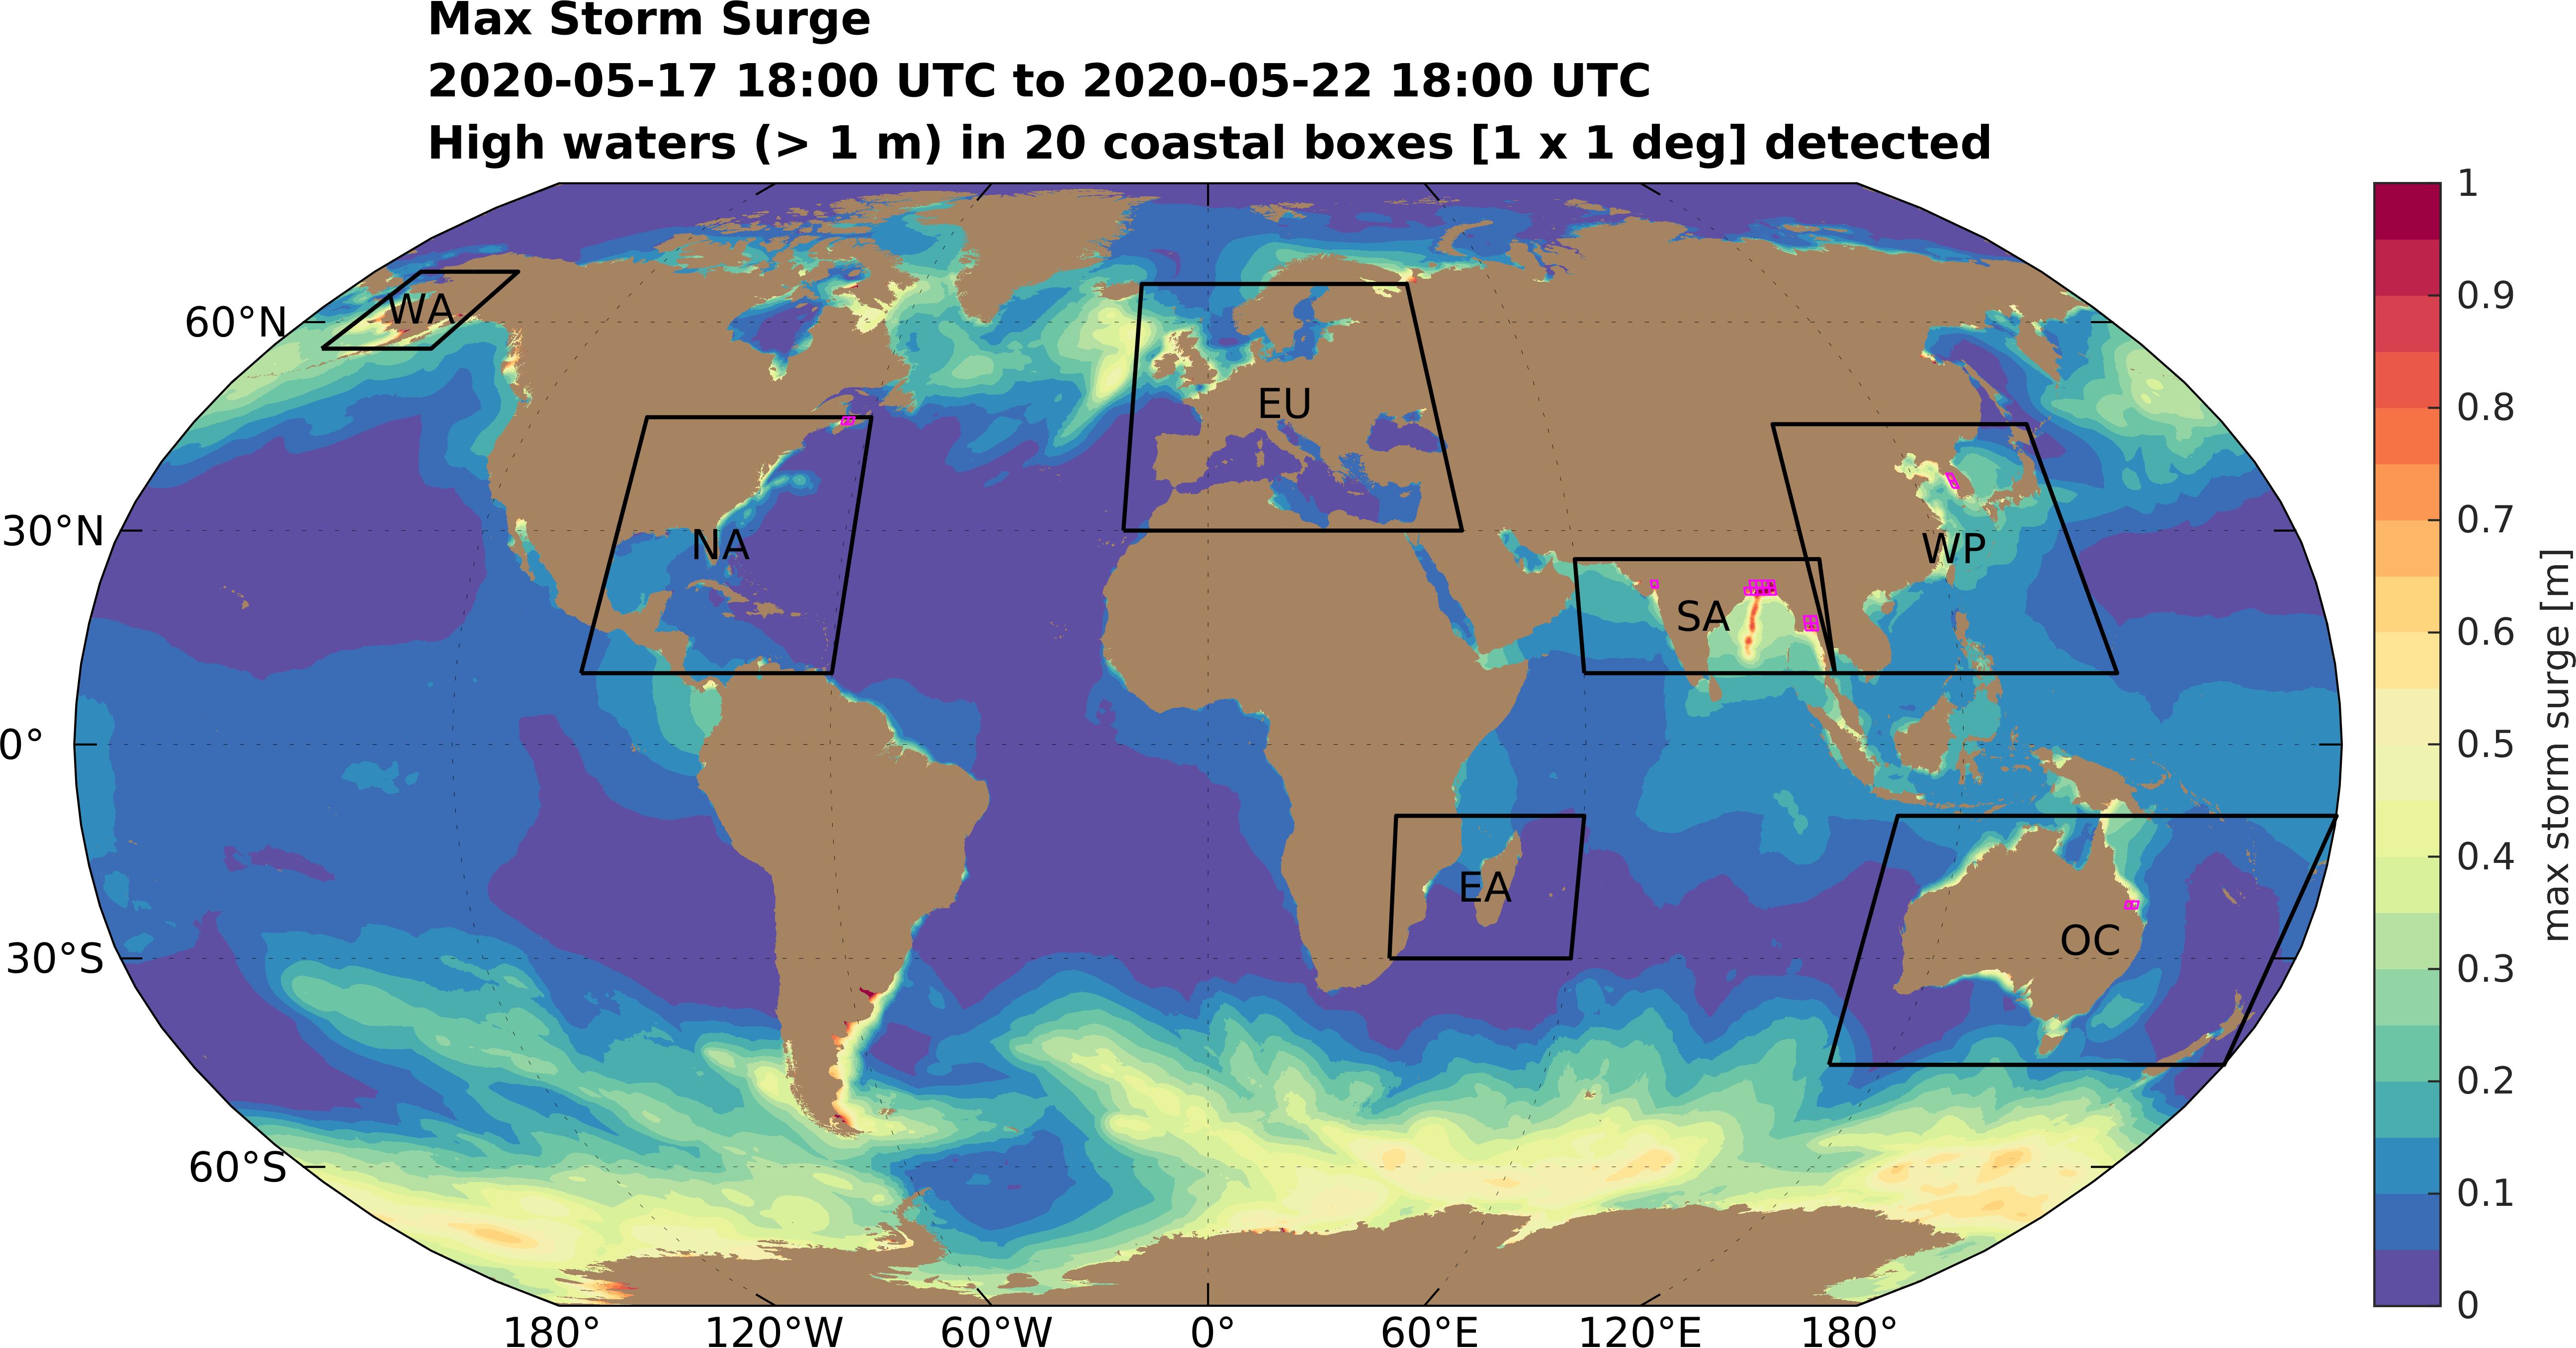 Max Storm Surge
2020-05-17 18:00 UTC to 2020-05-22 18:00 UTC
High waters (> 1 m) in 20 coastal boxes [1 x 1 deg] detected
60°N
30°N
0°
30°S
60°S
180°
120°W
60°W
0°
60°E
120°E
180°
WA
NA
EU
SA
WP
EA
OC
1
0.9
0.8
0.7
0.6
0.5
0.4
0.3
0.2
0.1
0
max storm surge [m]